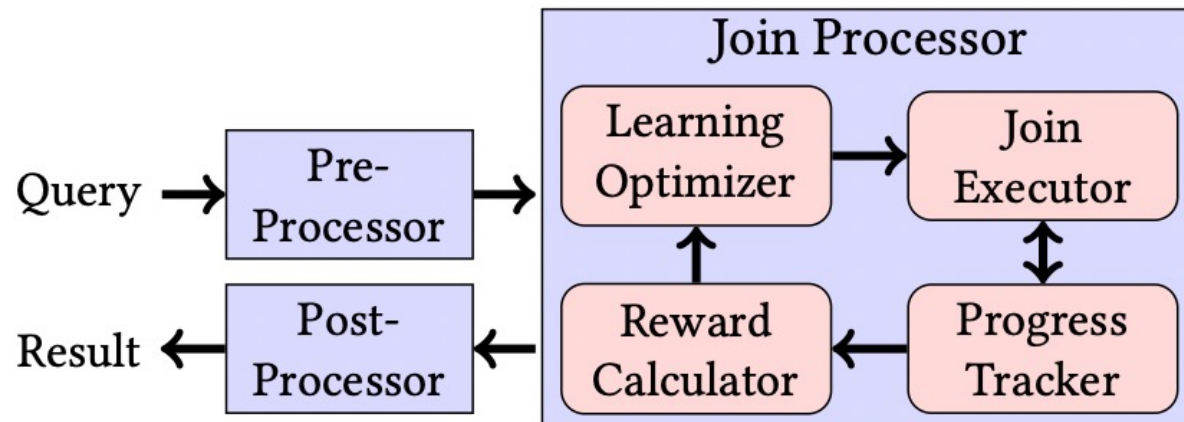 Join Processor
Learning
Optimizer
Join
Executor
Query
Pre-
Processor
Result
Post-
Processor
Reward
Calculator
Progress
Tracker